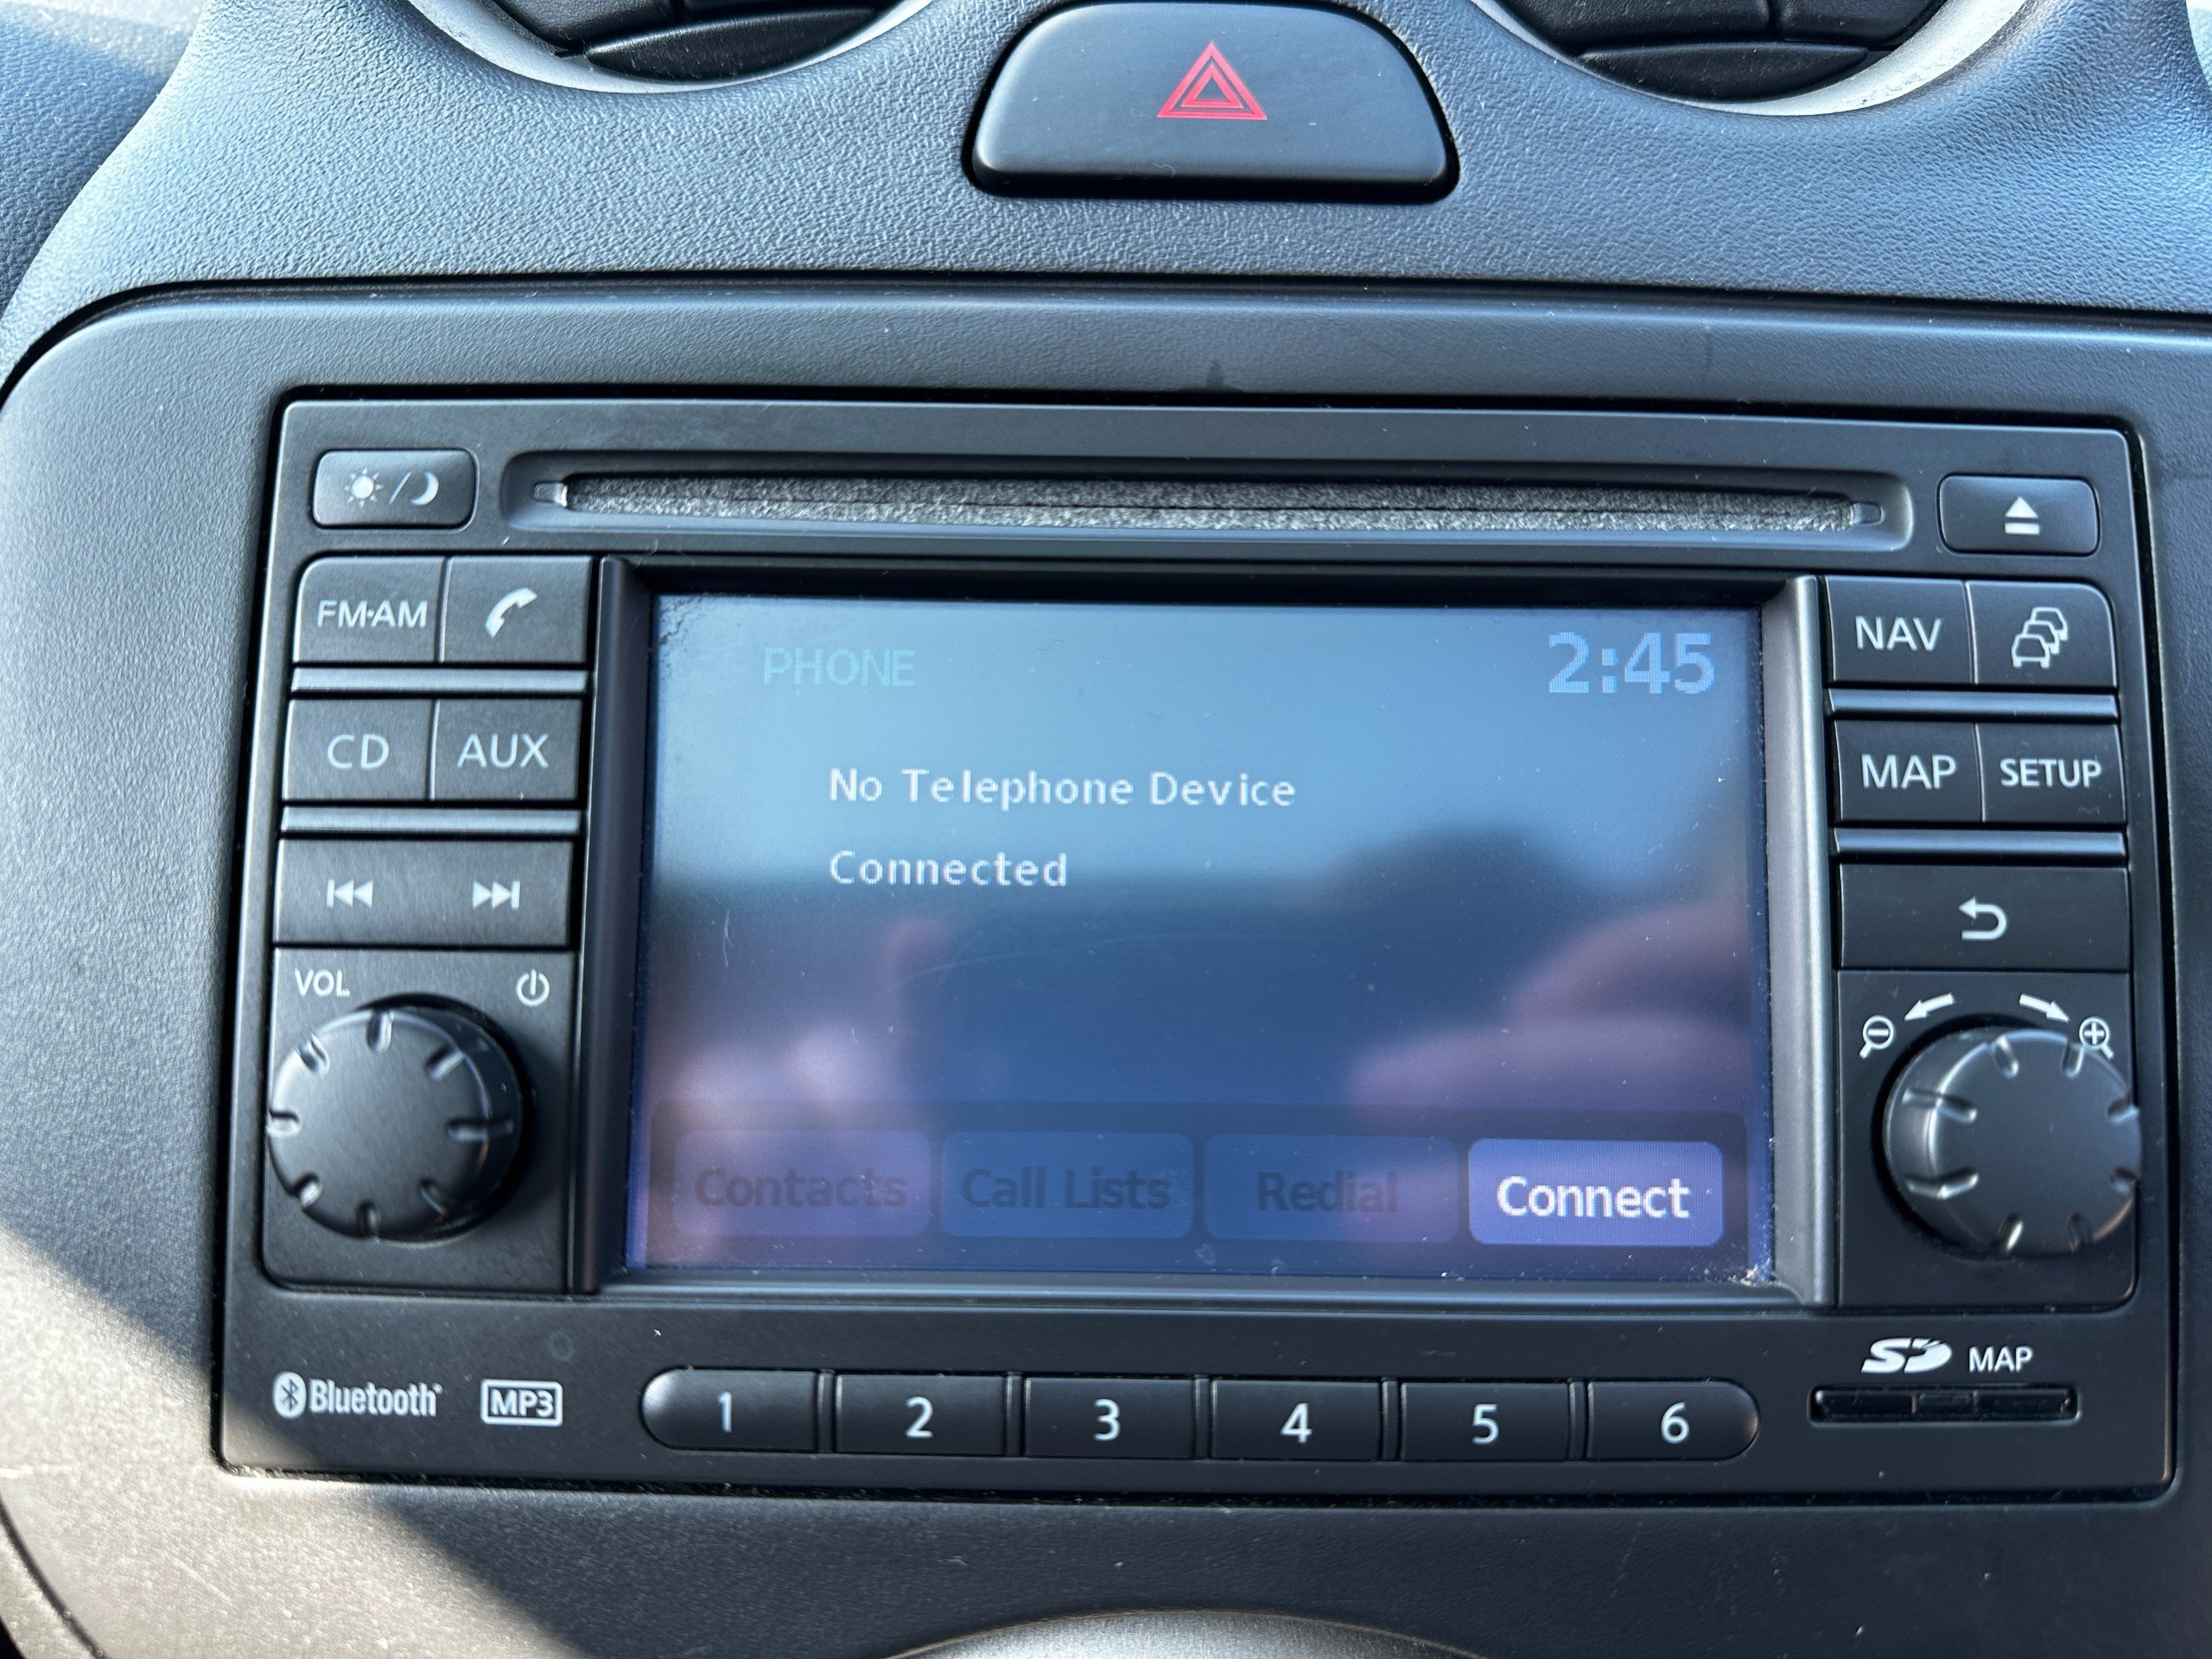 FM·AM
NAV
PHONE
2:45
CD
AUX
No Telephone Device
Connected
MAP
SETUP
VOL
Contacts
Call Lists
Redial
Connect
Bluetooth
MP3
1
2
3
4
5
6
SD
MAP